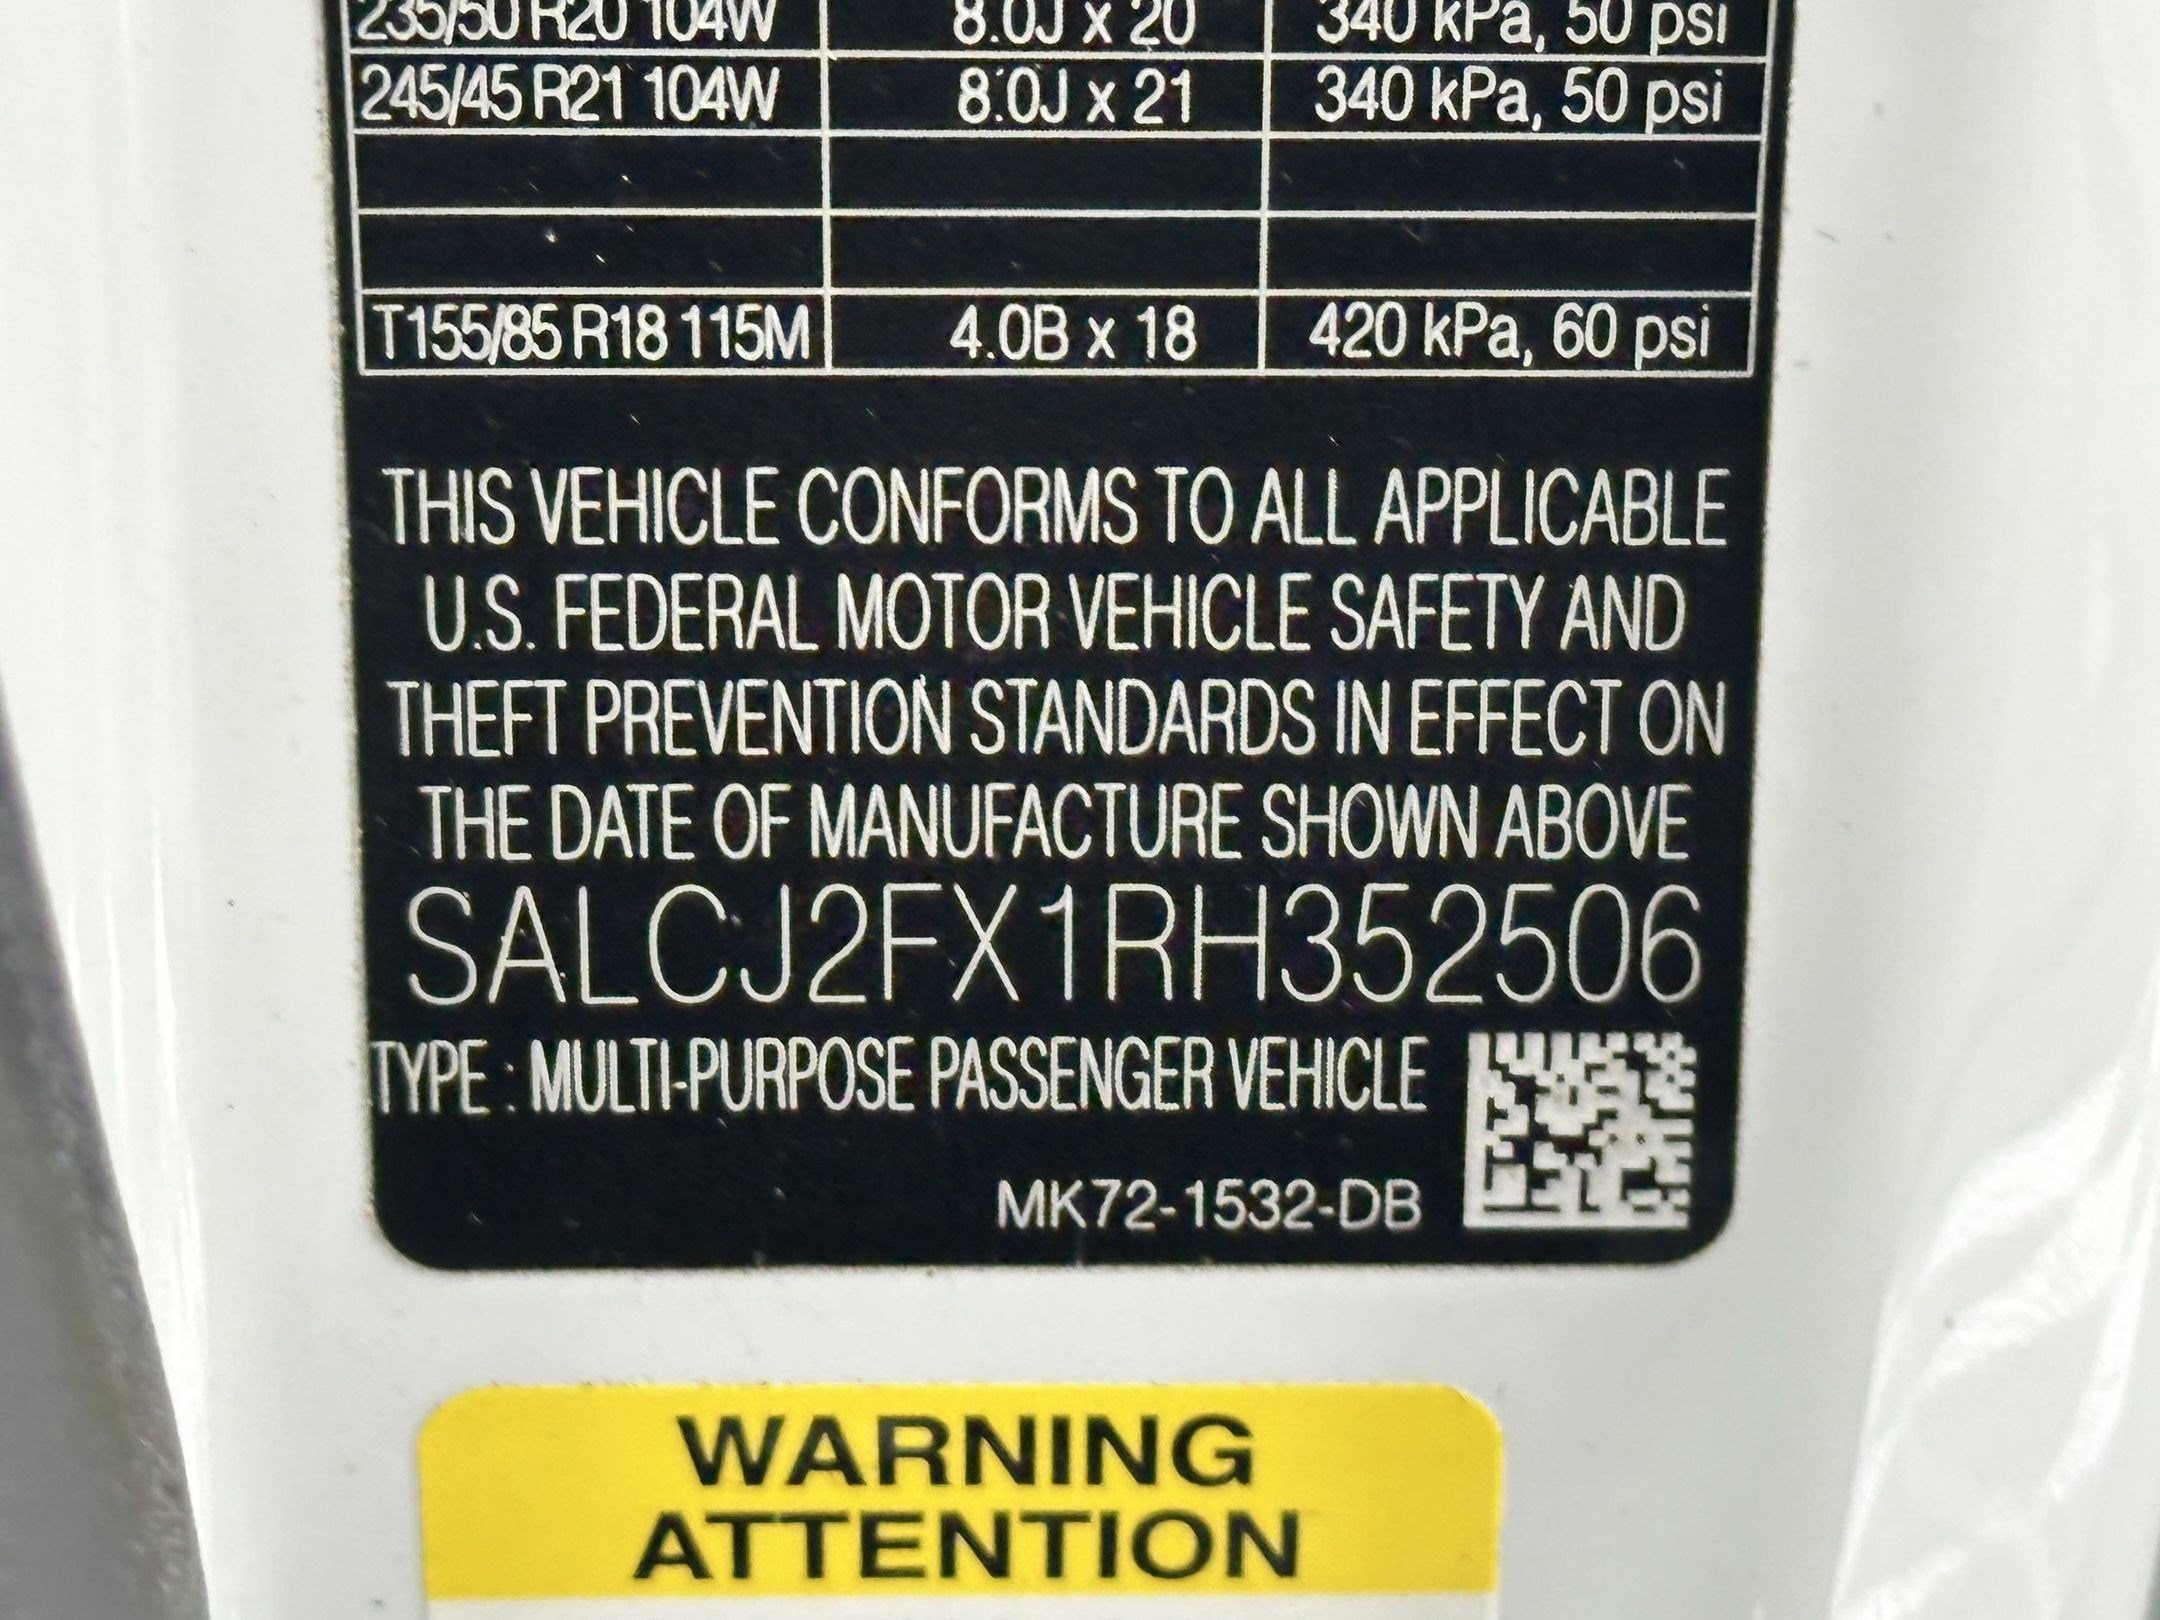 235/50 R20 104W 8.0J x 20 340 kPa, 50 psi
245/45 R21 104W 8.0J x 21 340 kPa, 50 psi
T155/85 R18 115M 4.0B x 18 420 kPa, 60 psi
THIS VEHICLE CONFORMS TO ALL APPLICABLE
U.S. FEDERAL MOTOR VEHICLE SAFETY AND
THEFT PREVENTION STANDARDS IN EFFECT ON
THE DATE OF MANUFACTURE SHOWN ABOVE
SALCJ2FX1RH352506
TYPE : MULTI-PURPOSE PASSENGER VEHICLE
MK72-1532-DB
WARNING
ATTENTION